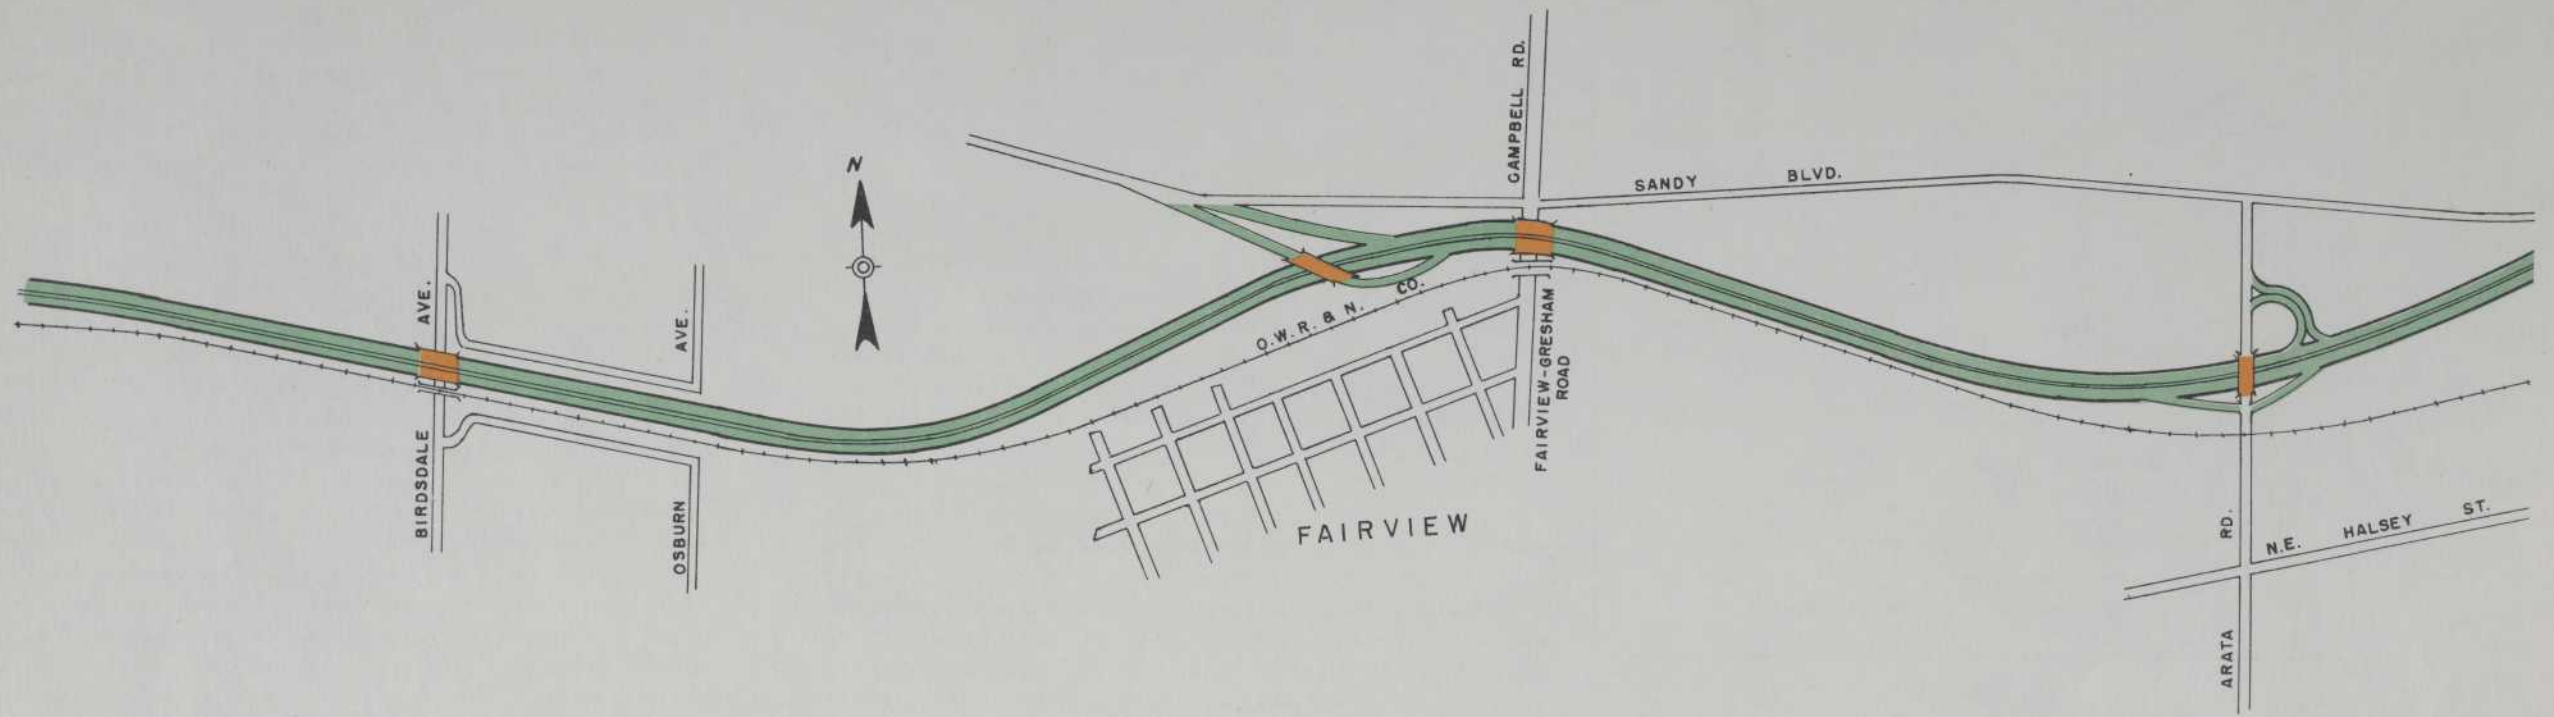 N
CAMPBELL RD.
SANDY BLVD.
BIRDSDALE AVE.
OSBURN AVE.
O.W.R. & N. CO.
FAIRVIEW-GRESHAM
ROAD
FAIRVIEW
N.E. HALSEY ST.
ARATA RD.